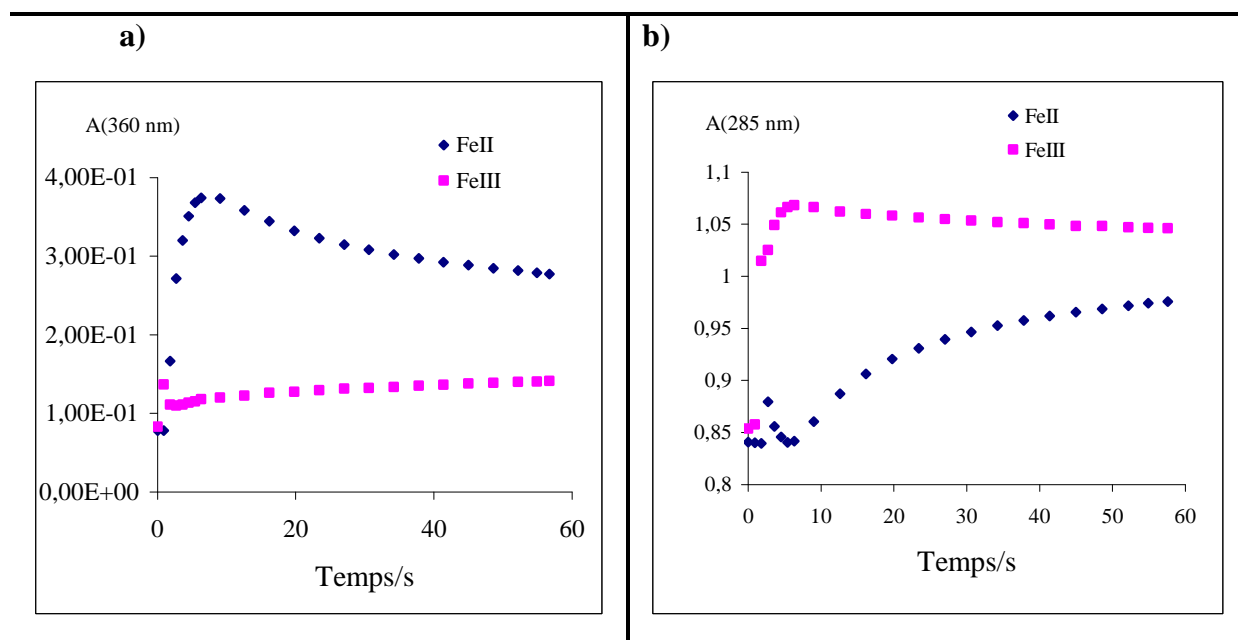 a)
A(360 nm)
FeII
FeIII
4,00E-01
3,00E-01
2,00E-01
1,00E-01
0,00E+00
0 20 40 60
Temps/s
b)
A(285 nm)
FeII
FeIII
1,1
1,05
1
0,95
0,9
0,85
0,8
0 10 20 30 40 50 60
Temps/s